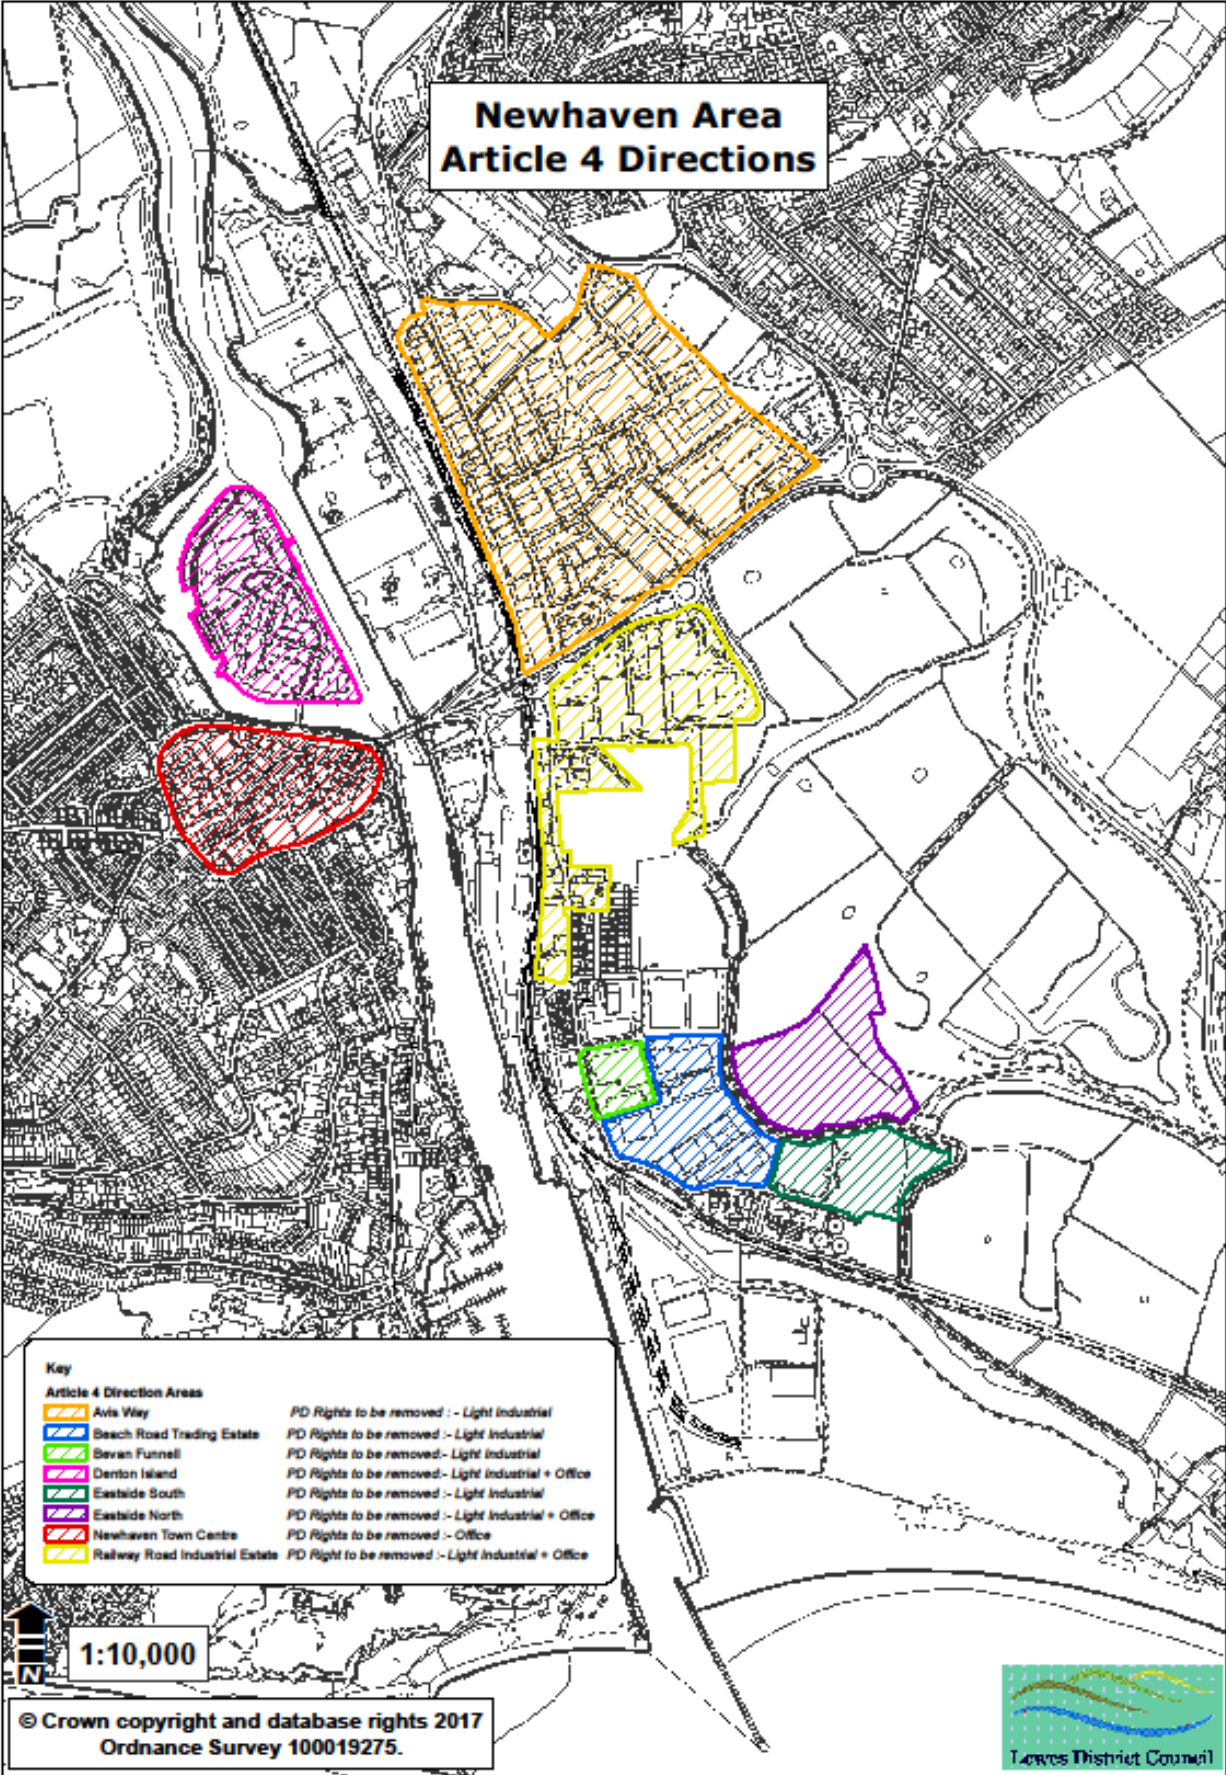 Newhaven Area
Article 4 Directions
Key
Article 4 Direction Areas
Avis Way PD Rights to be removed : - Light Industrial
Beach Road Trading Estate PD Rights to be removed :- Light Industrial
Bevan Funnell PD Rights to be removed:- Light Industrial
Denton Island PD Rights to be removed:- Light Industrial + Office
Eastside South PD Rights to be removed :- Light Industrial
Eastside North PD Rights to be removed :- Light Industrial + Office
Newhaven Town Centre PD Rights to be removed :- Office
Railway Road Industrial Estate PD Right to be removed :- Light Industrial + Office
N
1:10,000
© Crown copyright and database rights 2017
Ordnance Survey 100019275.
Lewes District Council